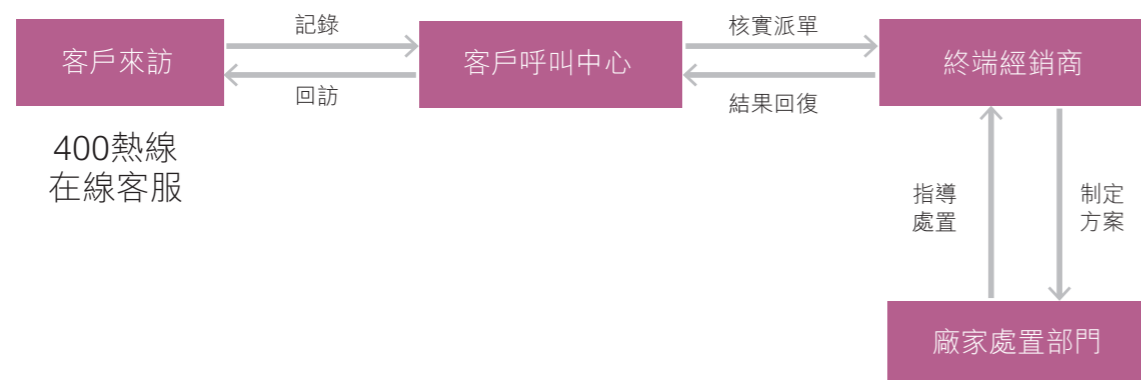 記錄
核實派單
客戶來訪
客戶呼叫中心
終端經銷商
回訪
結果回復
400熱線
在線客服
指導
處置
制定
方案
廠家處置部門